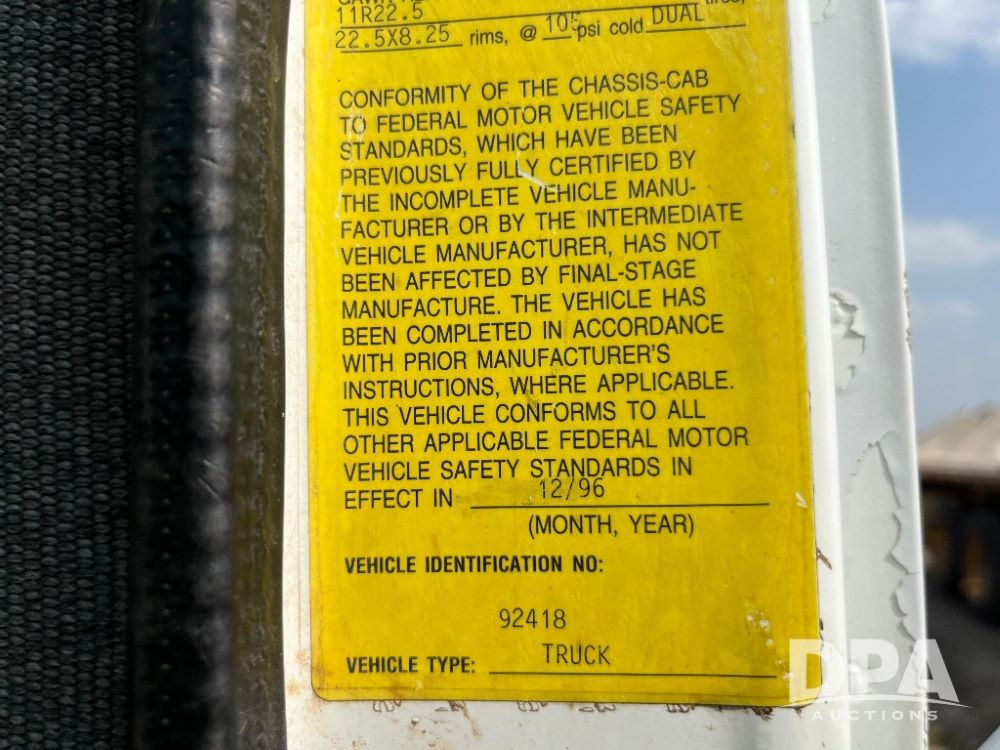 11R22.5
22.5X8.25 rims, @ 105 psi cold DUAL
CONFORMITY OF THE CHASSIS-CAB
TO FEDERAL MOTOR VEHICLE SAFETY
STANDARDS, WHICH HAVE BEEN
PREVIOUSLY FULLY CERTIFIED BY
THE INCOMPLETE VEHICLE MANU-
FACTURER OR BY THE INTERMEDIATE
VEHICLE MANUFACTURER, HAS NOT
BEEN AFFECTED BY FINAL-STAGE
MANUFACTURE. THE VEHICLE HAS
BEEN COMPLETED IN ACCORDANCE
WITH PRIOR MANUFACTURER'S
INSTRUCTIONS, WHERE APPLICABLE.
THIS VEHICLE CONFORMS TO ALL
OTHER APPLICABLE FEDERAL MOTOR
VEHICLE SAFETY STANDARDS IN
EFFECT IN 12/96
(MONTH, YEAR)
VEHICLE IDENTIFICATION NO:
92418
VEHICLE TYPE: TRUCK
DPA
AUCTIONS